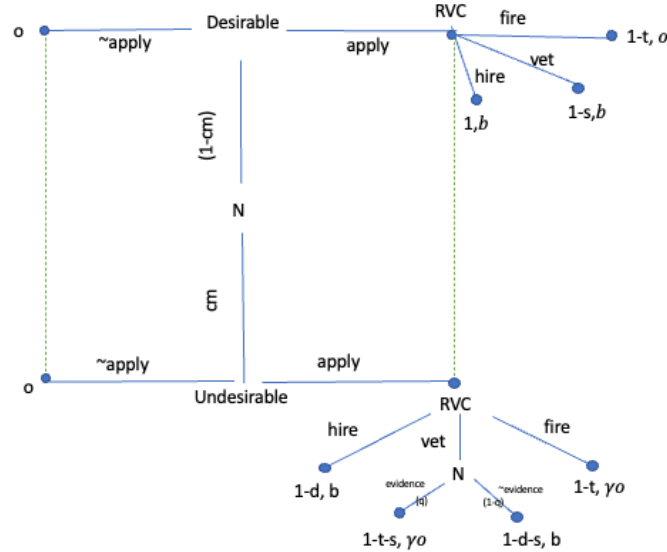 Desirable
RVC
fire
o
~apply
apply
1-t, o
vet
hire
1,b
1-s,b
(1-cm)
N
cm
~apply
apply
o
Undesirable
RVC
hire
vet
fire
1-d, b
evidence
(q)
N
~evidence
(1-q)
1-t, γo
1-t-s, γo
1-d-s, b